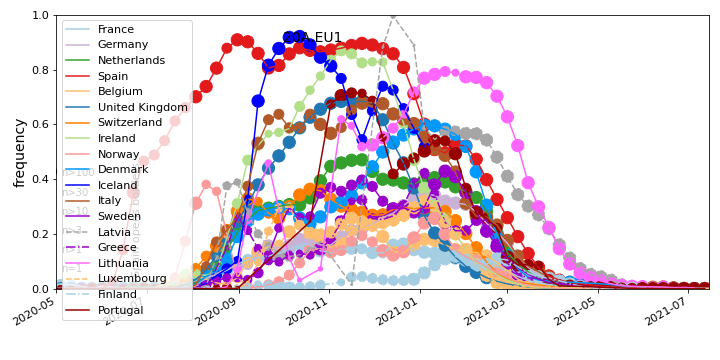 20A.EU1
1.0
0.8
0.6
0.4
0.2
0.0
frequency
France
Germany
Netherlands
Spain
Belgium
United Kingdom
Switzerland
Ireland
Norway
Denmark
Iceland
Italy
Sweden
Latvia
Greece
Lithuania
Luxembourg
Finland
Portugal
n>100
n>30
n>10
n>3
n>1
n=1
2020-05
2020-07
2020-09
2020-11
2021-01
2021-03
2021-05
2021-07